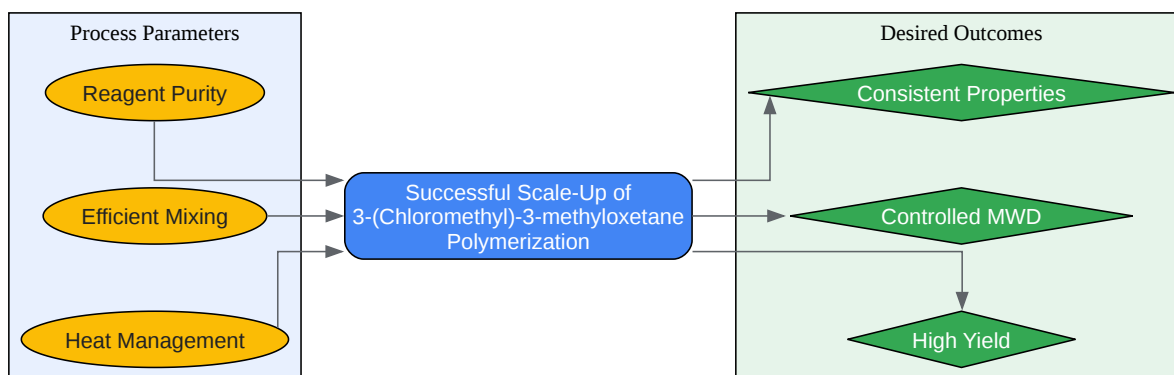 Process Parameters
Reagent Purity
Efficient Mixing
Heat Management
Successful Scale-Up of
3-(Chloromethyl)-3-methyloxetane
Polymerization
Desired Outcomes
Consistent Properties
Controlled MWD
High Yield